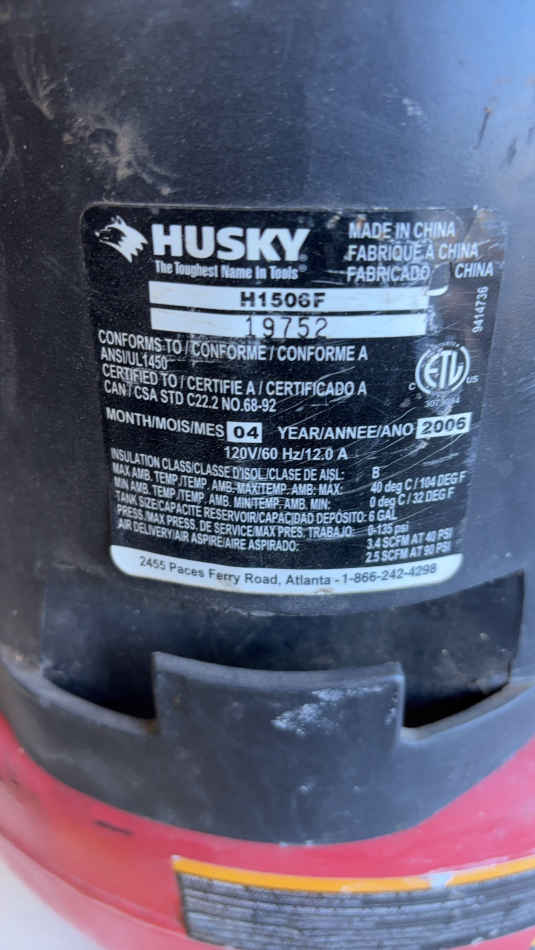 HUSKY
The Toughest Name In Tools®
MADE IN CHINA
FABRIQUÉ A CHINA
FABRICADO CHINA
H1506F
19752
9414736
CONFORMS TO / CONFORME / CONFORME A
ANSI/UL1450
CERTIFIED TO / CERTIFIE A / CERTIFICADO A
CAN / CSA STD C22.2 NO.68-92
C ETL US
MONTH/MOIS/MES 04 YEAR/ANNEE/ANO 2006
120V/60 Hz/12.0 A
INSULATION CLASS/CLASSE D'ISOL./CLASE DE AISL: B
MAX AMB. TEMP./TEMP. AMB. MAX/TEMP. AMB. MAX: 40 deg C / 104 DEG F
MIN AMB. TEMP./TEMP. AMB. MIN/TEMP. AMB. MIN: 0 deg C / 32 DEG F
TANK SIZE/CAPACITE RESERVOIR/CAPACIDAD DEPÓSITO: 6 GAL
PRESS./MAX PRESS. DE SERVICE/MAX PRES. TRABAJO: 0-135 psi
AIR DELIVERY/AIR ASPIRE/AIRE ASPIRADO: 3.4 SCFM AT 40 PSI
2.5 SCFM AT 90 PSI
2455 Paces Ferry Road, Atlanta - 1-866-242-4298